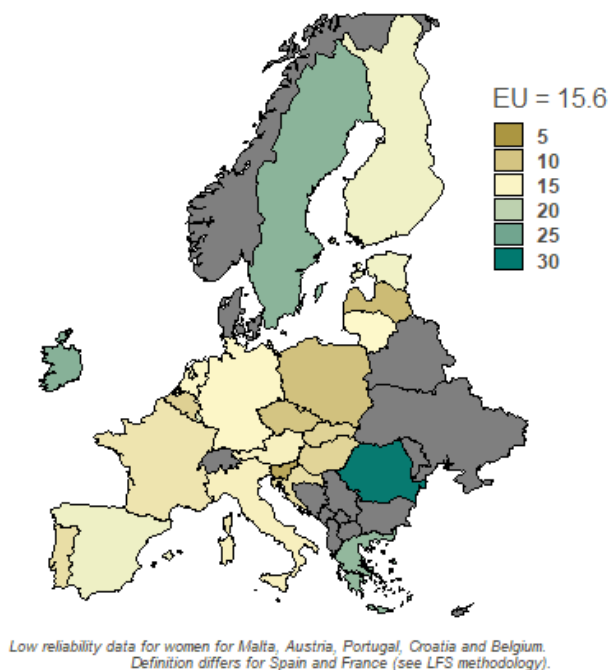 EU = 15.6
5
10
15
20
25
30
Low reliability data for women for Malta, Austria, Portugal, Croatia and Belgium.
Definition differs for Spain and France (see LFS methodology).